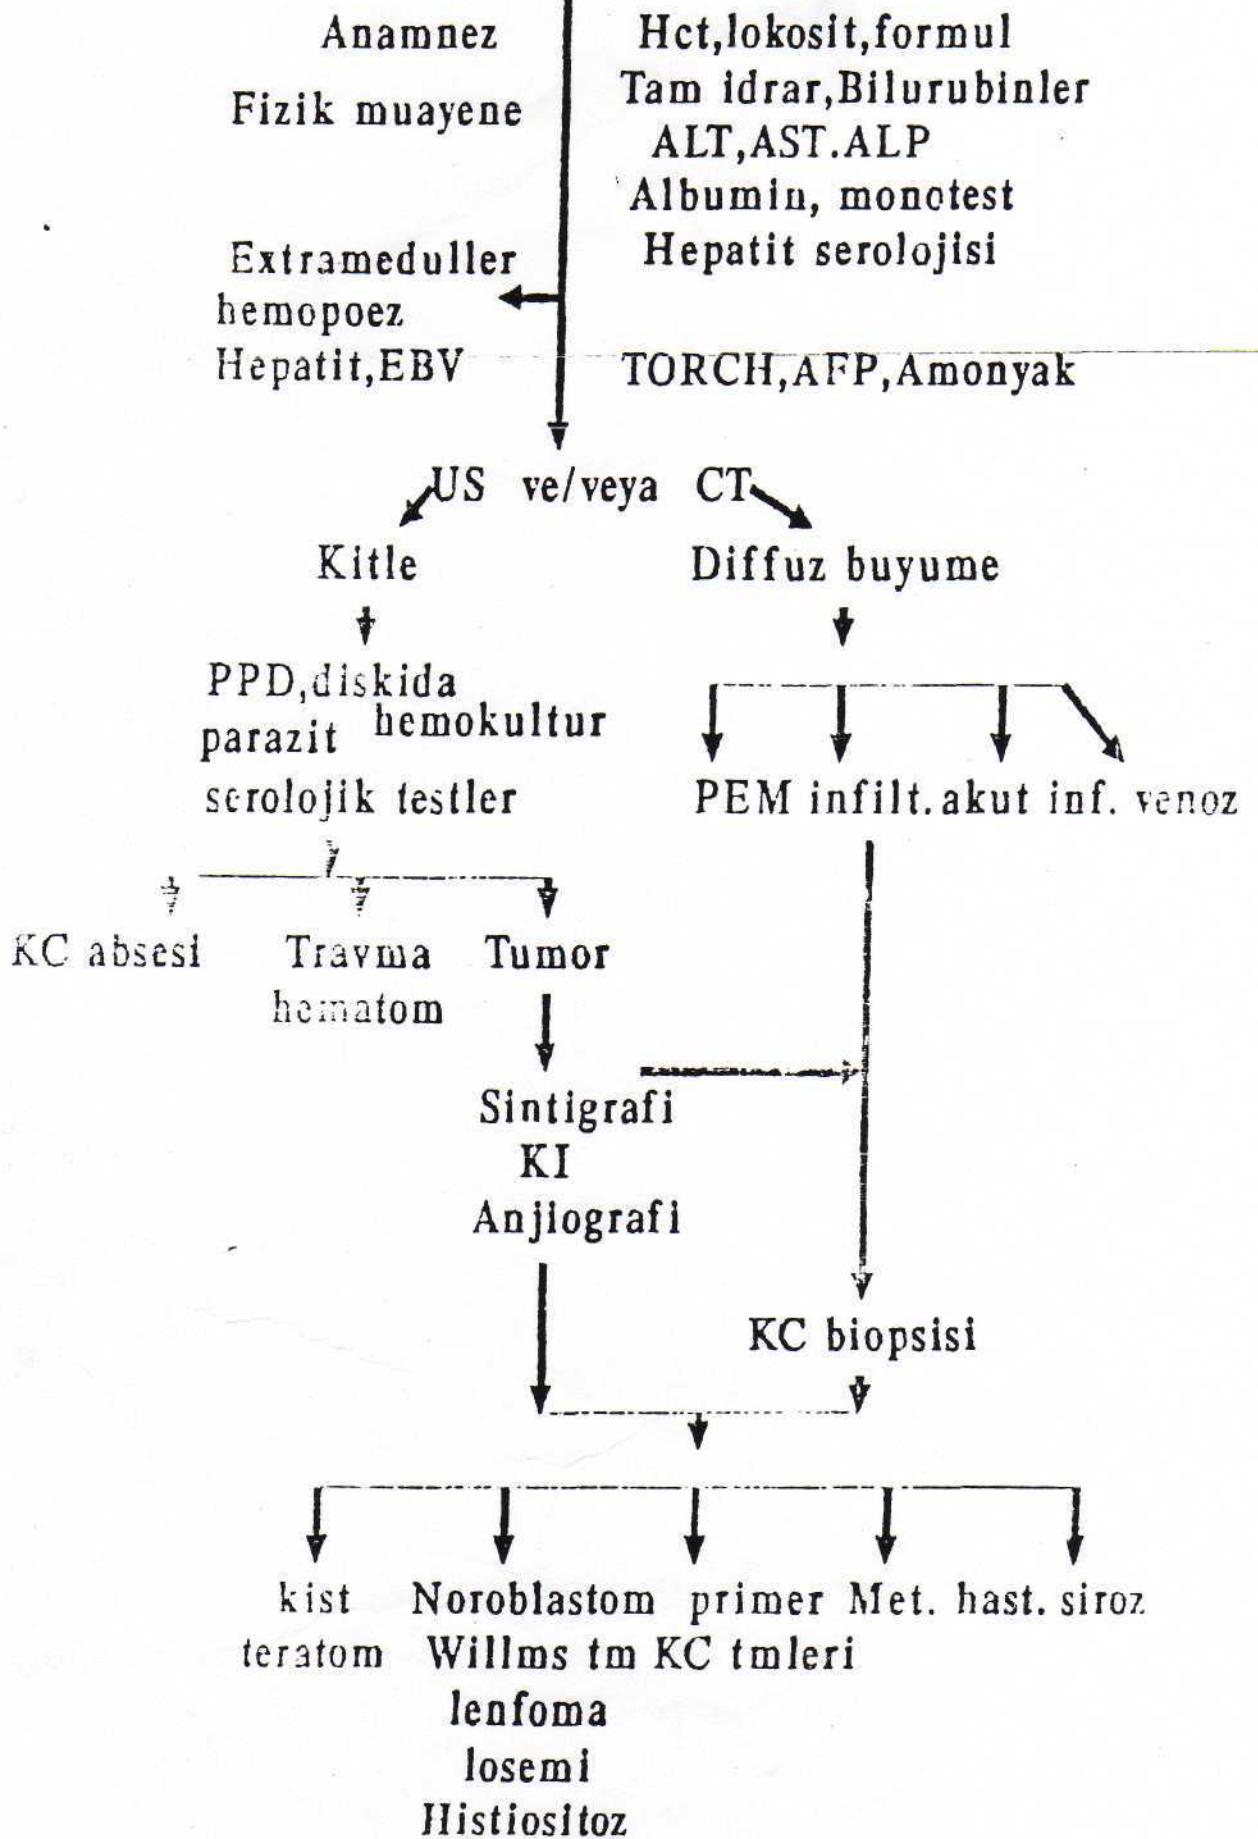 Anamnez
Hct,lokosit,formul
Fizik muayene
Tam idrar,Bilurubinler
ALT,AST.ALP
Albumin, monotest
Hepatit serolojisi
Extrameduller
hemopoez
Hepatit,EBV
TORCH,AFP,Amonyak
US ve/veya CT
Kitle
Diffuz buyume
PPD,diskida
parazit hemokultur
serolojik testler
PEM infilt. akut inf. venoz
KC absesi
Travma
hematom
Tumor
Sintigrafi
KI
Anjiografi
KC biopsisi
kist Noroblastom primer Met. hast. siroz
teratom Willms tm KC tmleri
lenfoma
losemi
Histiositoz